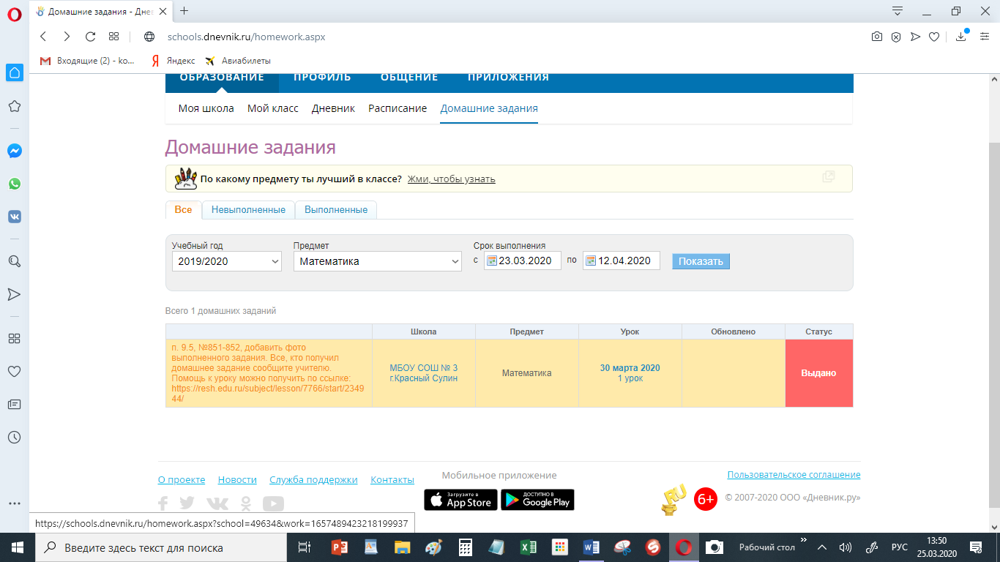 Домашние задания - Дне
schools.dnevnik.ru/homework.aspx
Входящие (2) - ko...
Яндекс
Авиабилеты
ОБРАЗОВАНИЕ
ПРОФИЛЬ
ОБЩЕНИЕ
ПРИЛОЖЕНИЯ
Моя школа
Мой класс
Дневник
Расписание
Домашние задания
Домашние задания
По какому предмету ты лучший в классе? Жми, чтобы узнать
Все
Невыполненные
Выполненные
Учебный год
Предмет
Срок выполнения
2019/2020
Математика
с
23.03.2020
по
12.04.2020
Показать
Всего 1 домашних заданий
Школа
Предмет
Урок
Обновлено
Статус
п. 9.5, №851-852, добавить фото
выполненного задания. Все, кто получил
домашнее задание сообщите учителю.
Помощь к уроку можно получить по ссылке:
https://resh.edu.ru/subject/lesson/7766/start/2349
44/
МБОУ СОШ № 3
г.Красный Сулин
Математика
30 марта 2020
1 урок
Выдано
О проекте
Новости
Служба поддержки
Контакты
Мобильное приложение
Загрузите в
App Store
ДОСТУПНО В
Google Play
.RU
6+
Пользовательское соглашение
© 2007-2020 ООО «Дневник.ру»
https://schools.dnevnik.ru/homework.aspx?school=49634&work=1657489423218199937
Введите здесь текст для поиска
Рабочий стол
РУС
13:50
25.03.2020